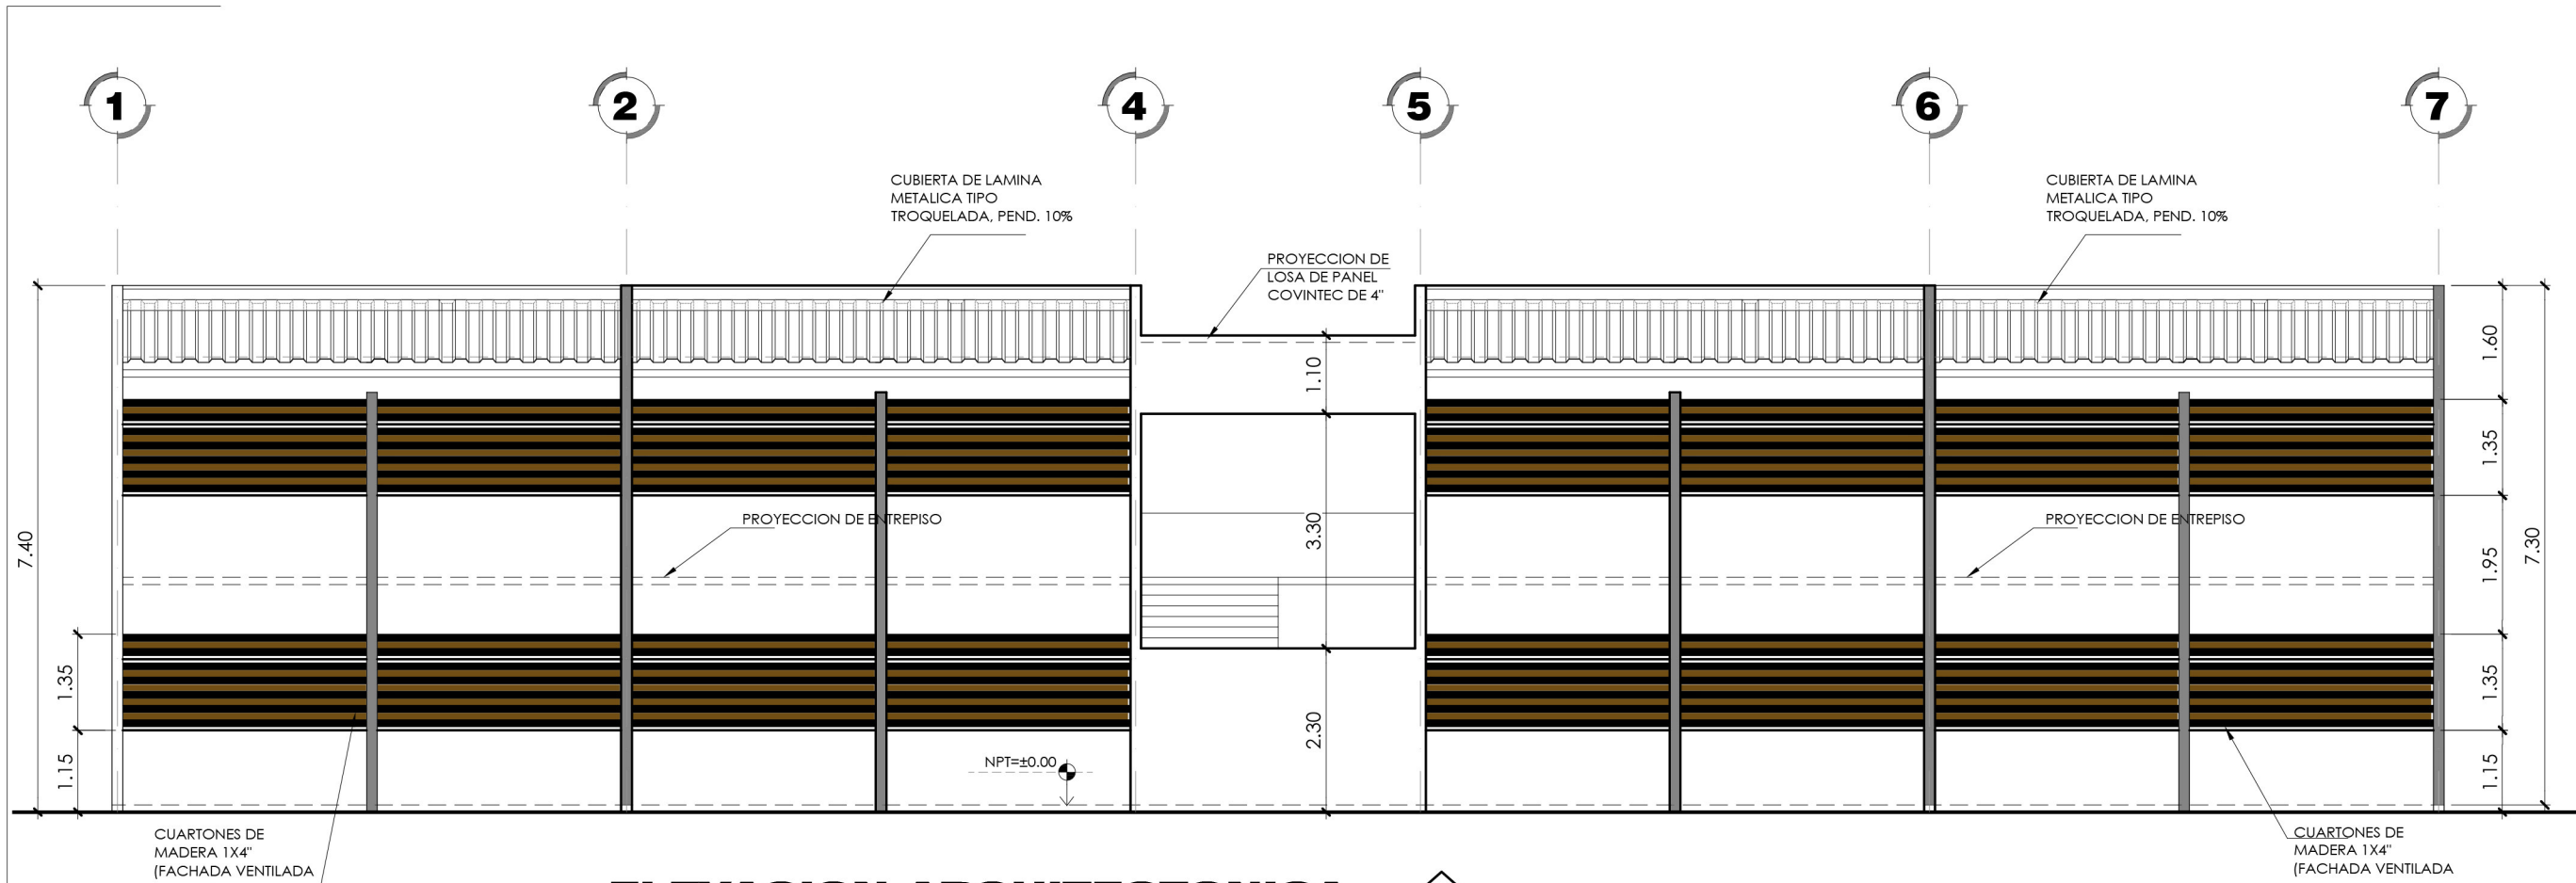 1
2
4
5
6
7
CUBIERTA DE LAMINA
METALICA TIPO
TROQUELADA, PEND. 10%
CUBIERTA DE LAMINA
METALICA TIPO
TROQUELADA, PEND. 10%
PROYECCION DE
LOSA DE PANEL
COVINTEC DE 4"
1.60
1.10
1.35
PROYECCION DE ENTREPISO
PROYECCION DE ENTREPISO
7.40
3.30
1.95
7.30
1.35
1.35
2.30
1.15
NPT=±0.00
1.15
CUARTONES DE
MADERA 1X4"
(FACHADA VENTILADA
CUARTONES DE
MADERA 1X4"
(FACHADA VENTILADA
ELEVACION ARQUITECTONICA